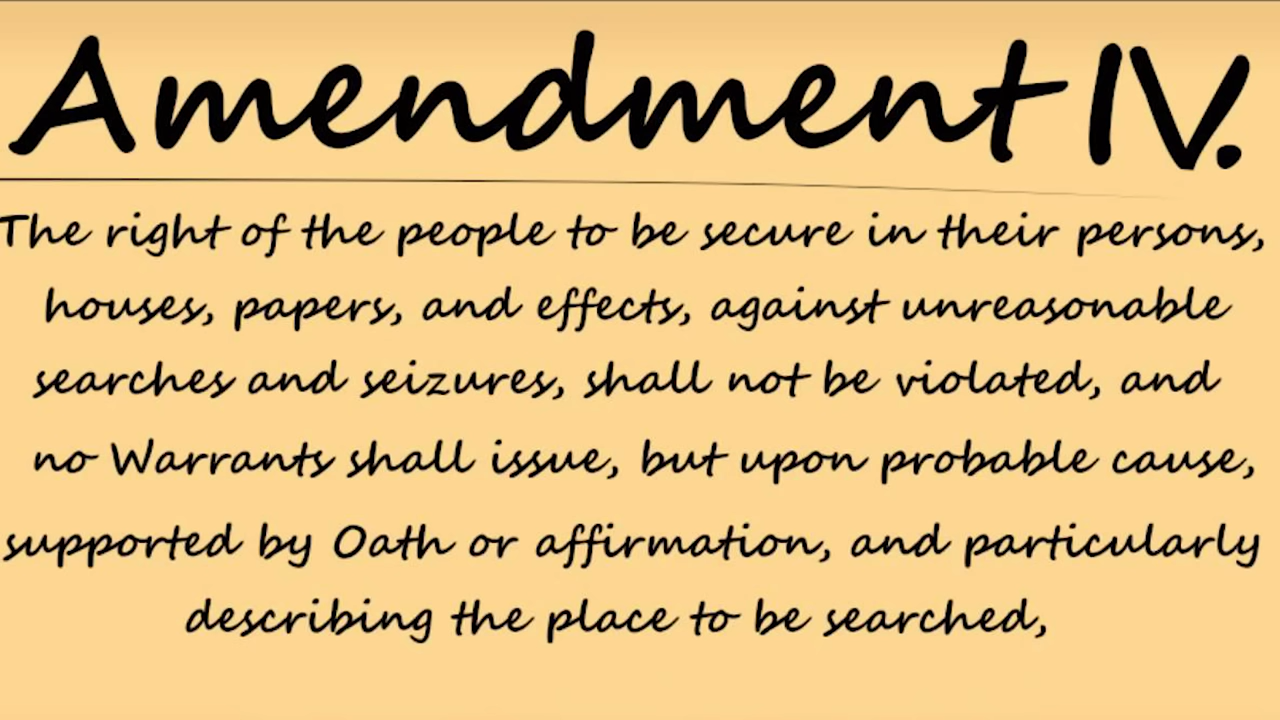 Amendment IV.
The right of the people to be secure in their persons,
houses, papers, and effects, against unreasonable
searches and seizures, shall not be violated, and
no Warrants shall issue, but upon probable cause,
supported by Oath or affirmation, and particularly
describing the place to be searched,